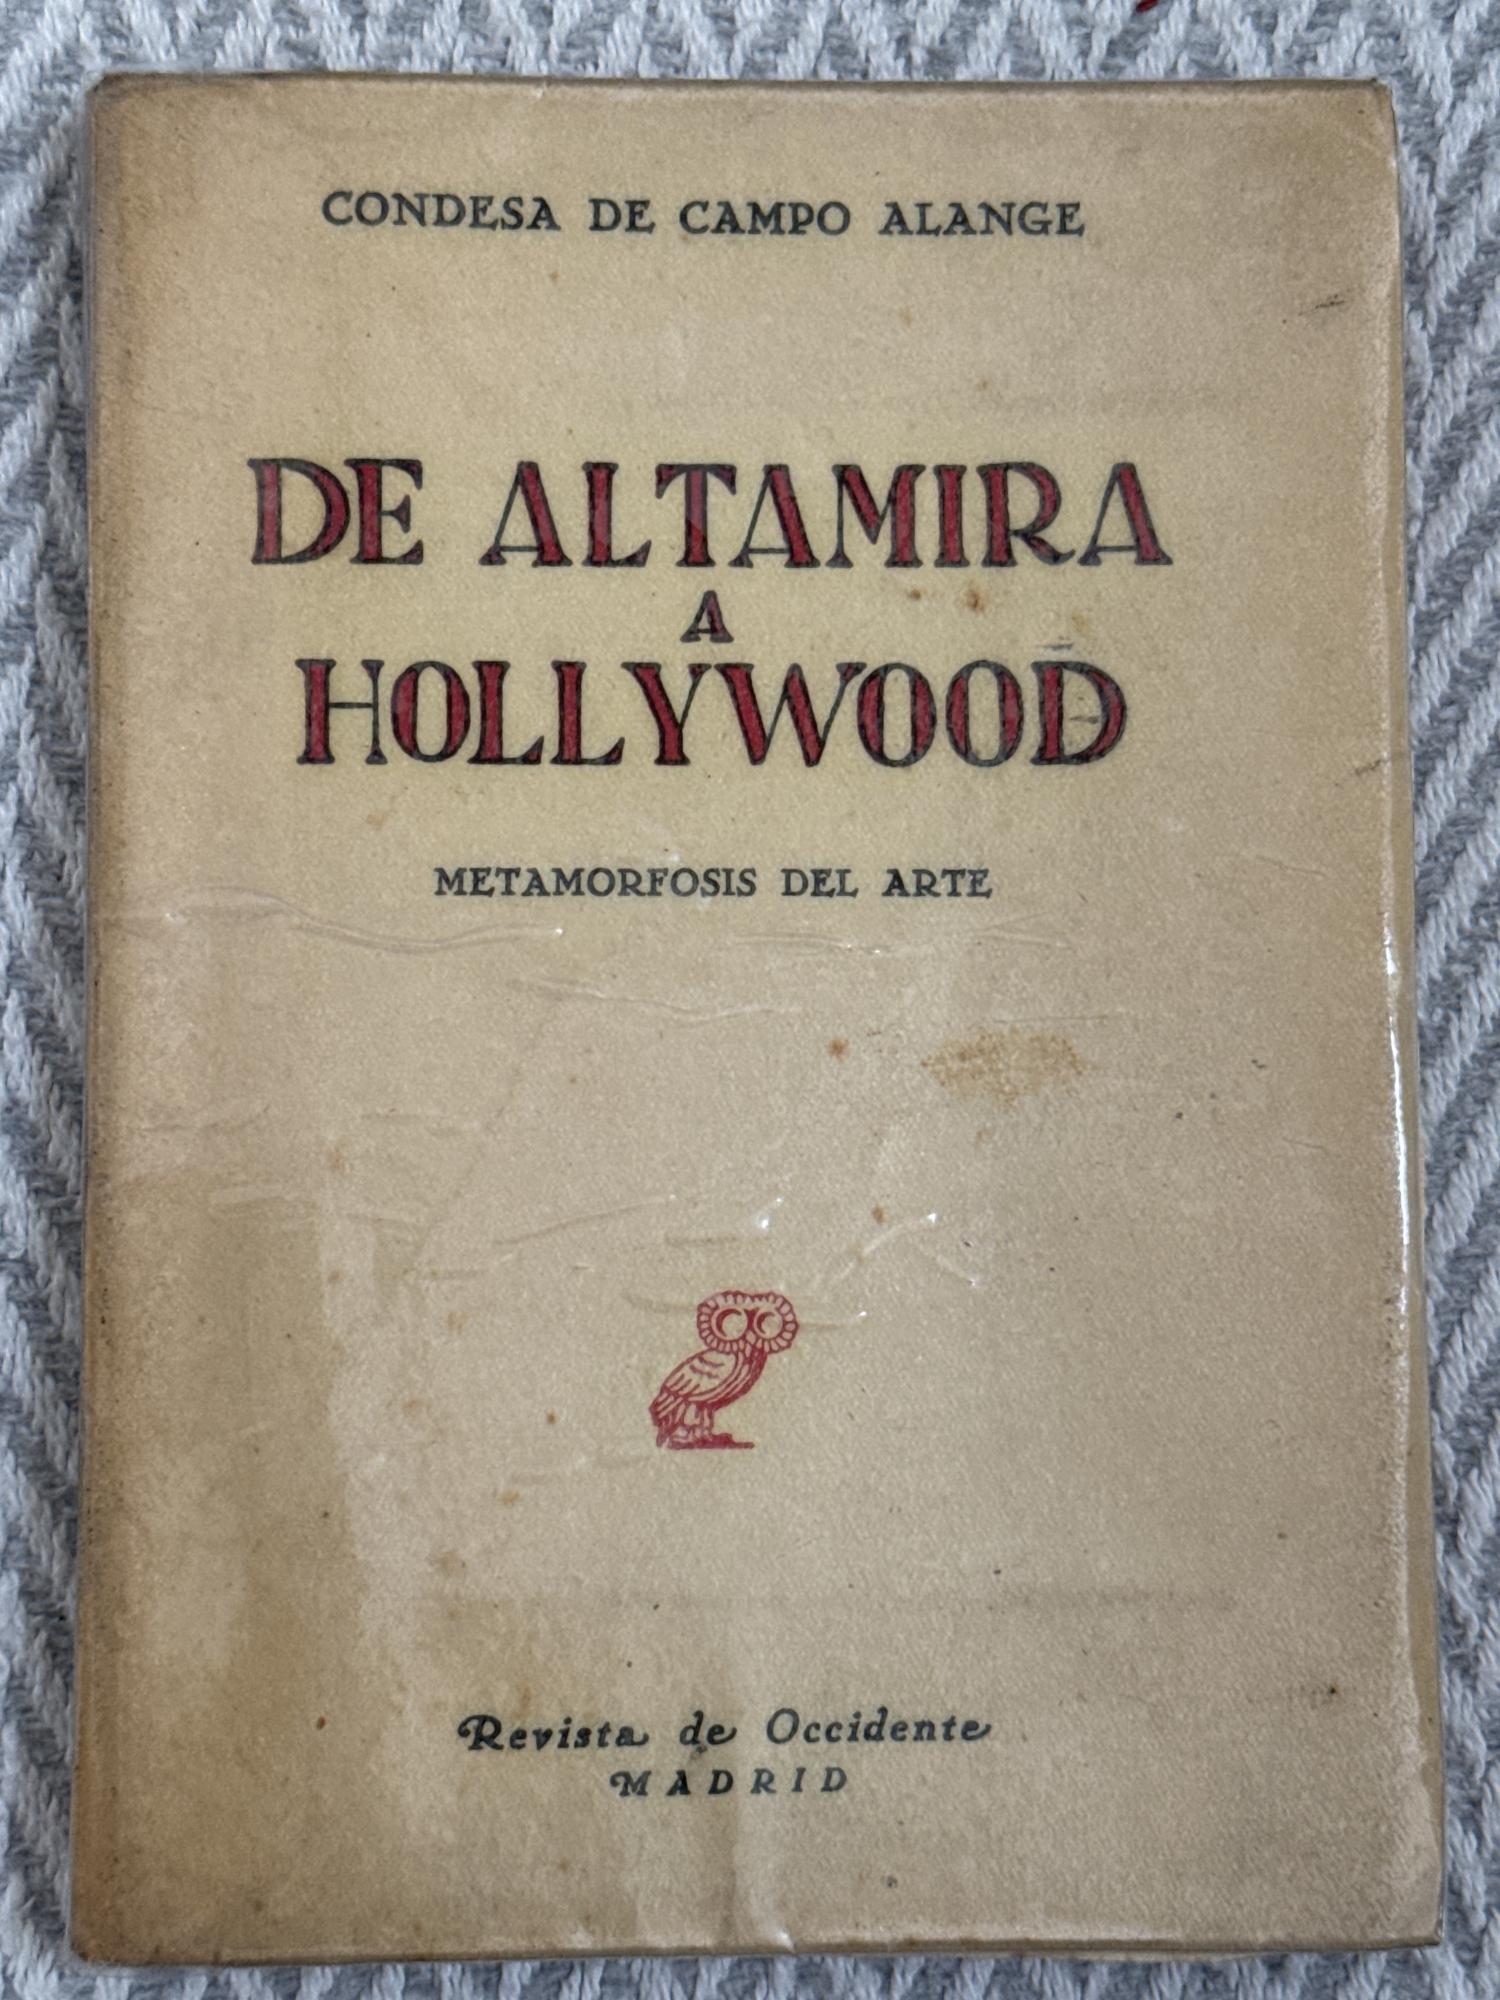 CONDESA DE CAMPO ALANGE
DE ALTAMIRA
A
HOLLYWOOD
METAMORFOSIS DEL ARTE
Revista de Occidente
MADRID